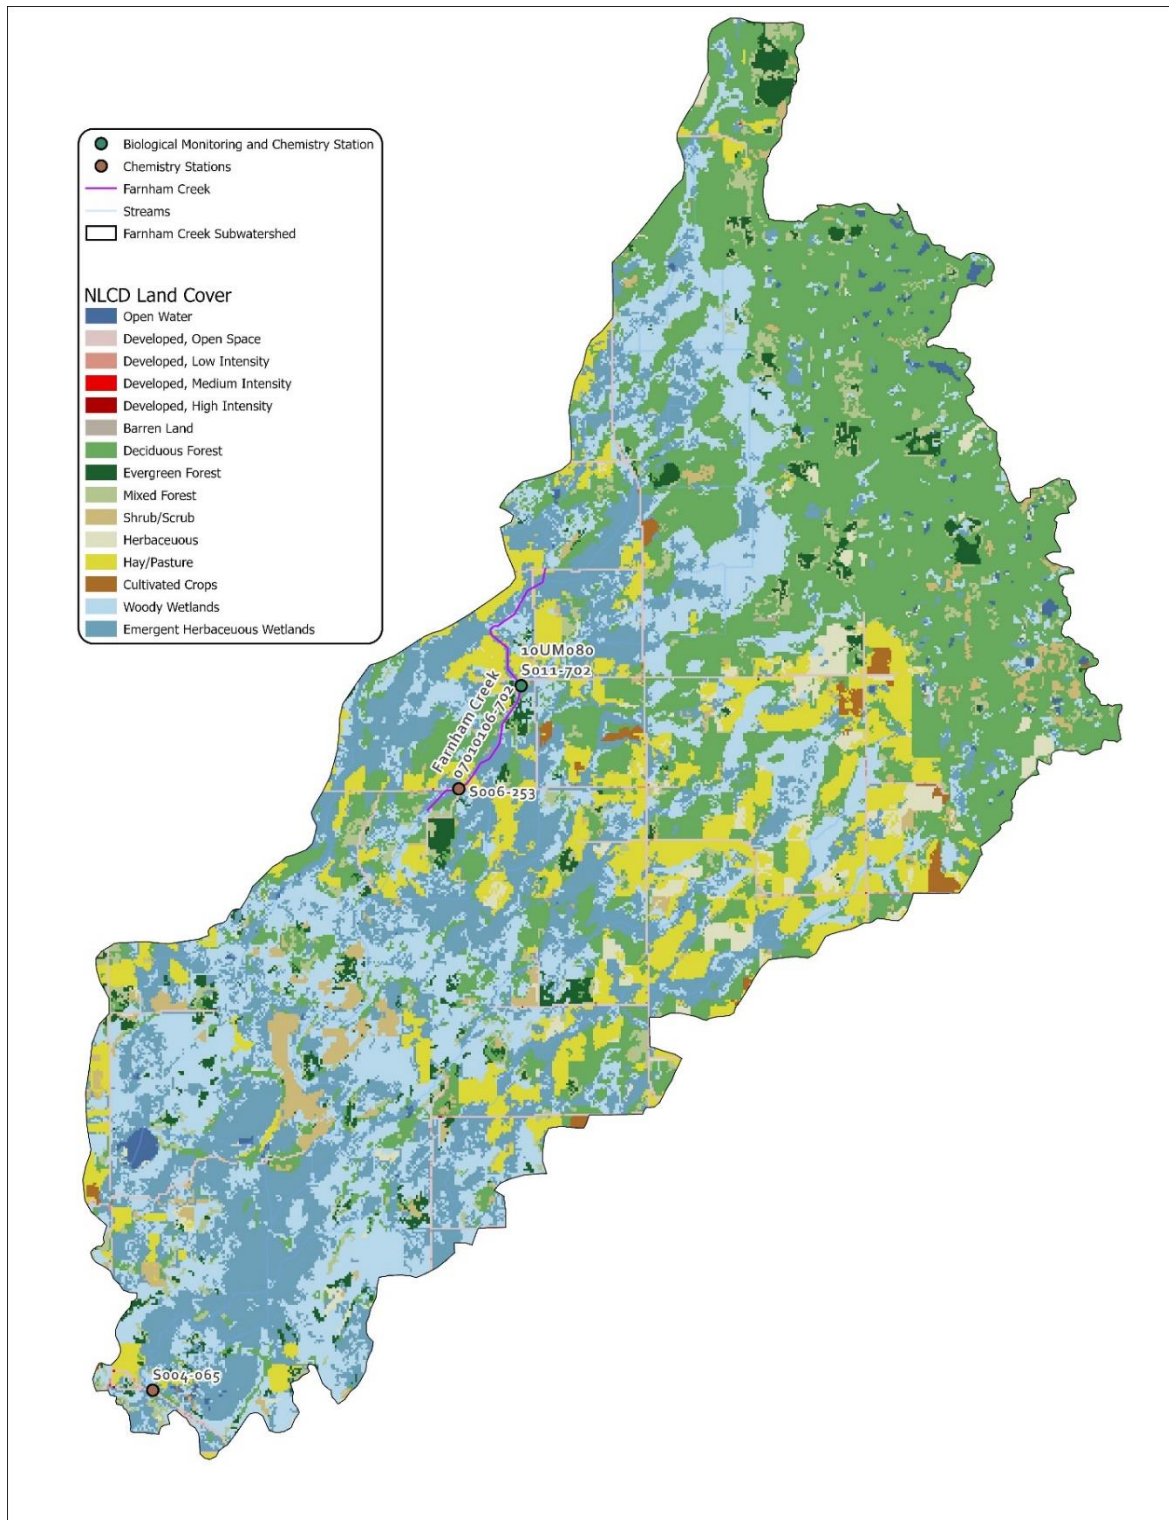 Biological Monitoring and Chemistry Station
Chemistry Stations
Farnham Creek
Streams
Farnham Creek Subwatershed
NLCD Land Cover
Open Water
Developed, Open Space
Developed, Low Intensity
Developed, Medium Intensity
Developed, High Intensity
Barren Land
Deciduous Forest
Evergreen Forest
Mixed Forest
Shrub/Scrub
Herbaceuous
Hay/Pasture
Cultivated Crops
Woody Wetlands
Emergent Herbaceuous Wetlands
10UM080
S011-702
Farnham Creek
07010106-702
S006-253
S004-065